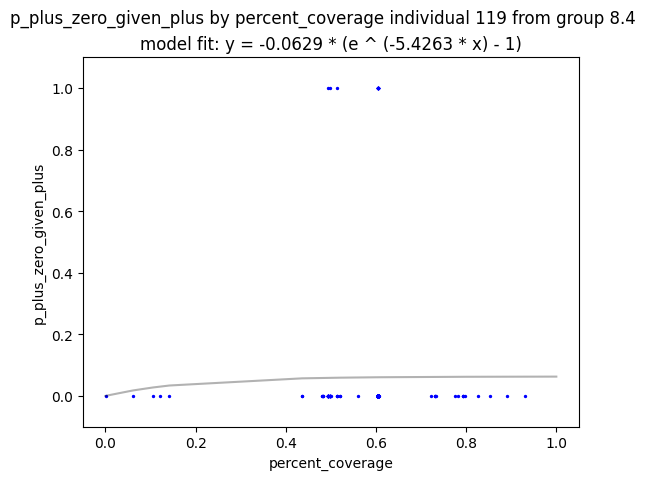 p_plus_zero_given_plus by percent_coverage individual 119 from group 8.4
model fit: y = -0.0629 * (e ^ (-5.4263 * x) - 1)
1.0
0.8
0.6
0.4
0.2
0.0
p_plus_zero_given_plus
0.0 0.2 0.4 0.6 0.8 1.0
percent_coverage